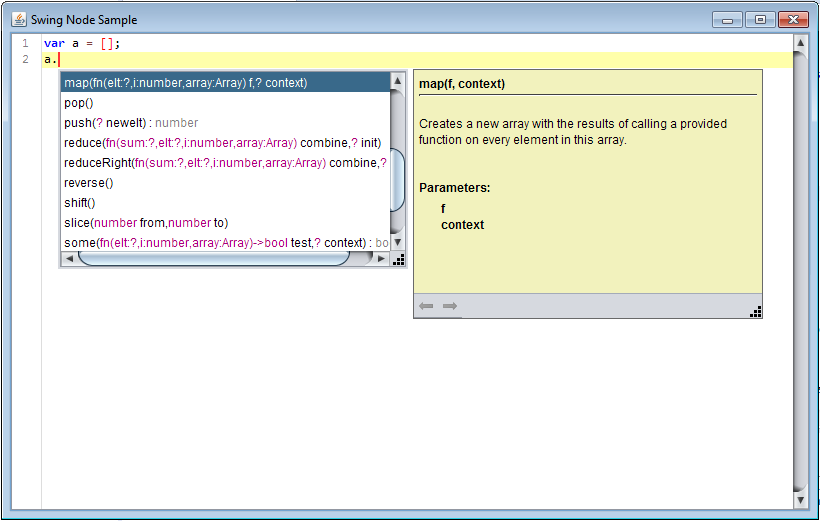 Swing Node Sample
1 var a = [];
2 a.
map(fn(elt:?,i:number,array:Array) f,? context)
pop()
push(? newelt) : number
reduce(fn(sum:?,elt:?,i:number,array:Array) combine,? init)
reduceRight(fn(sum:?,elt:?,i:number,array:Array) combine,?
reverse()
shift()
slice(number from,number to)
some(fn(elt:?,i:number,array:Array)->bool test,? context) : bo
map(f, context)
Creates a new array with the results of calling a provided
function on every element in this array.
Parameters:
f
context